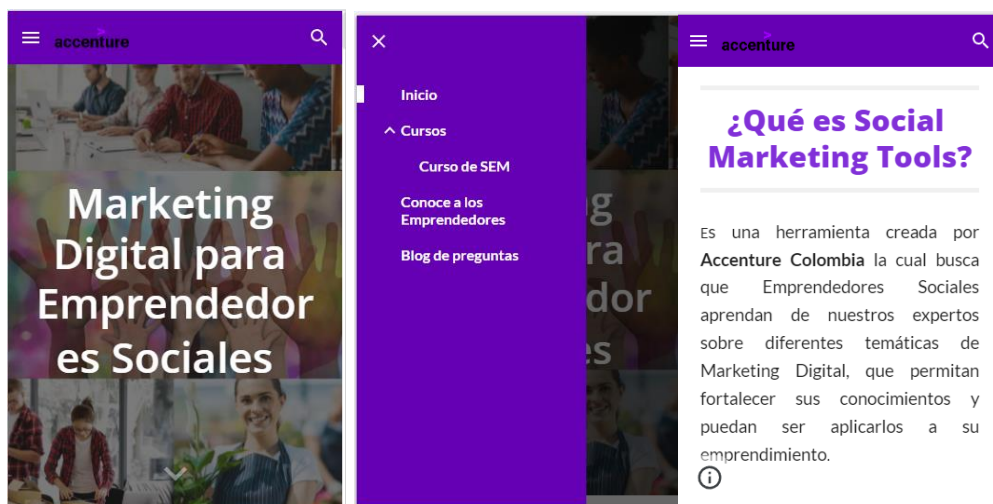 accenture
Marketing
Digital para
Emprendedor
es Sociales
Inicio
Cursos
Curso de SEM
Conoce a los
Emprendedores
Blog de preguntas
g
ra
dor
es
accenture
¿Qué es Social
Marketing Tools?
Es una herramienta creada por
Accenture Colombia la cual busca
que Emprendedores Sociales
aprendan de nuestros expertos
sobre diferentes temáticas de
Marketing Digital, que permitan
fortalecer sus conocimientos y
puedan ser aplicarlos a su
emprendimiento.